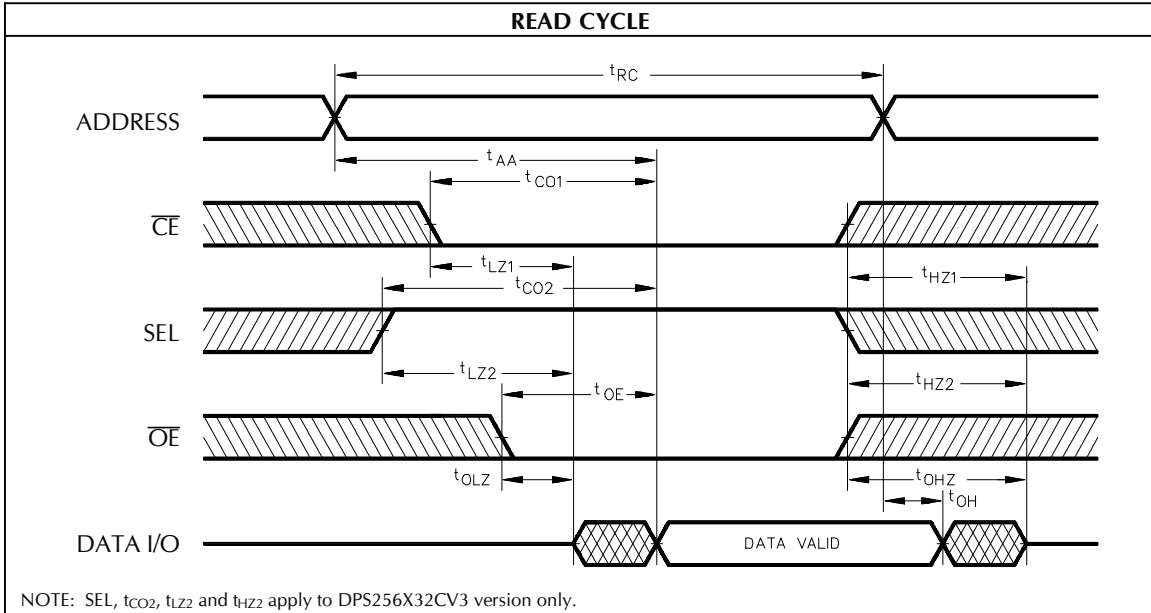 READ CYCLE
tRC
ADDRESS
tAA
tCO1
CE
tLZ1
tHZ1
tCO2
SEL
tLZ2
tHZ2
tOE
OE
tOLZ
tOHZ
tOH
DATA I/O
DATA VALID
NOTE: SEL, tCO2, tLZ2 and tHZ2 apply to DPS256X32CV3 version only.